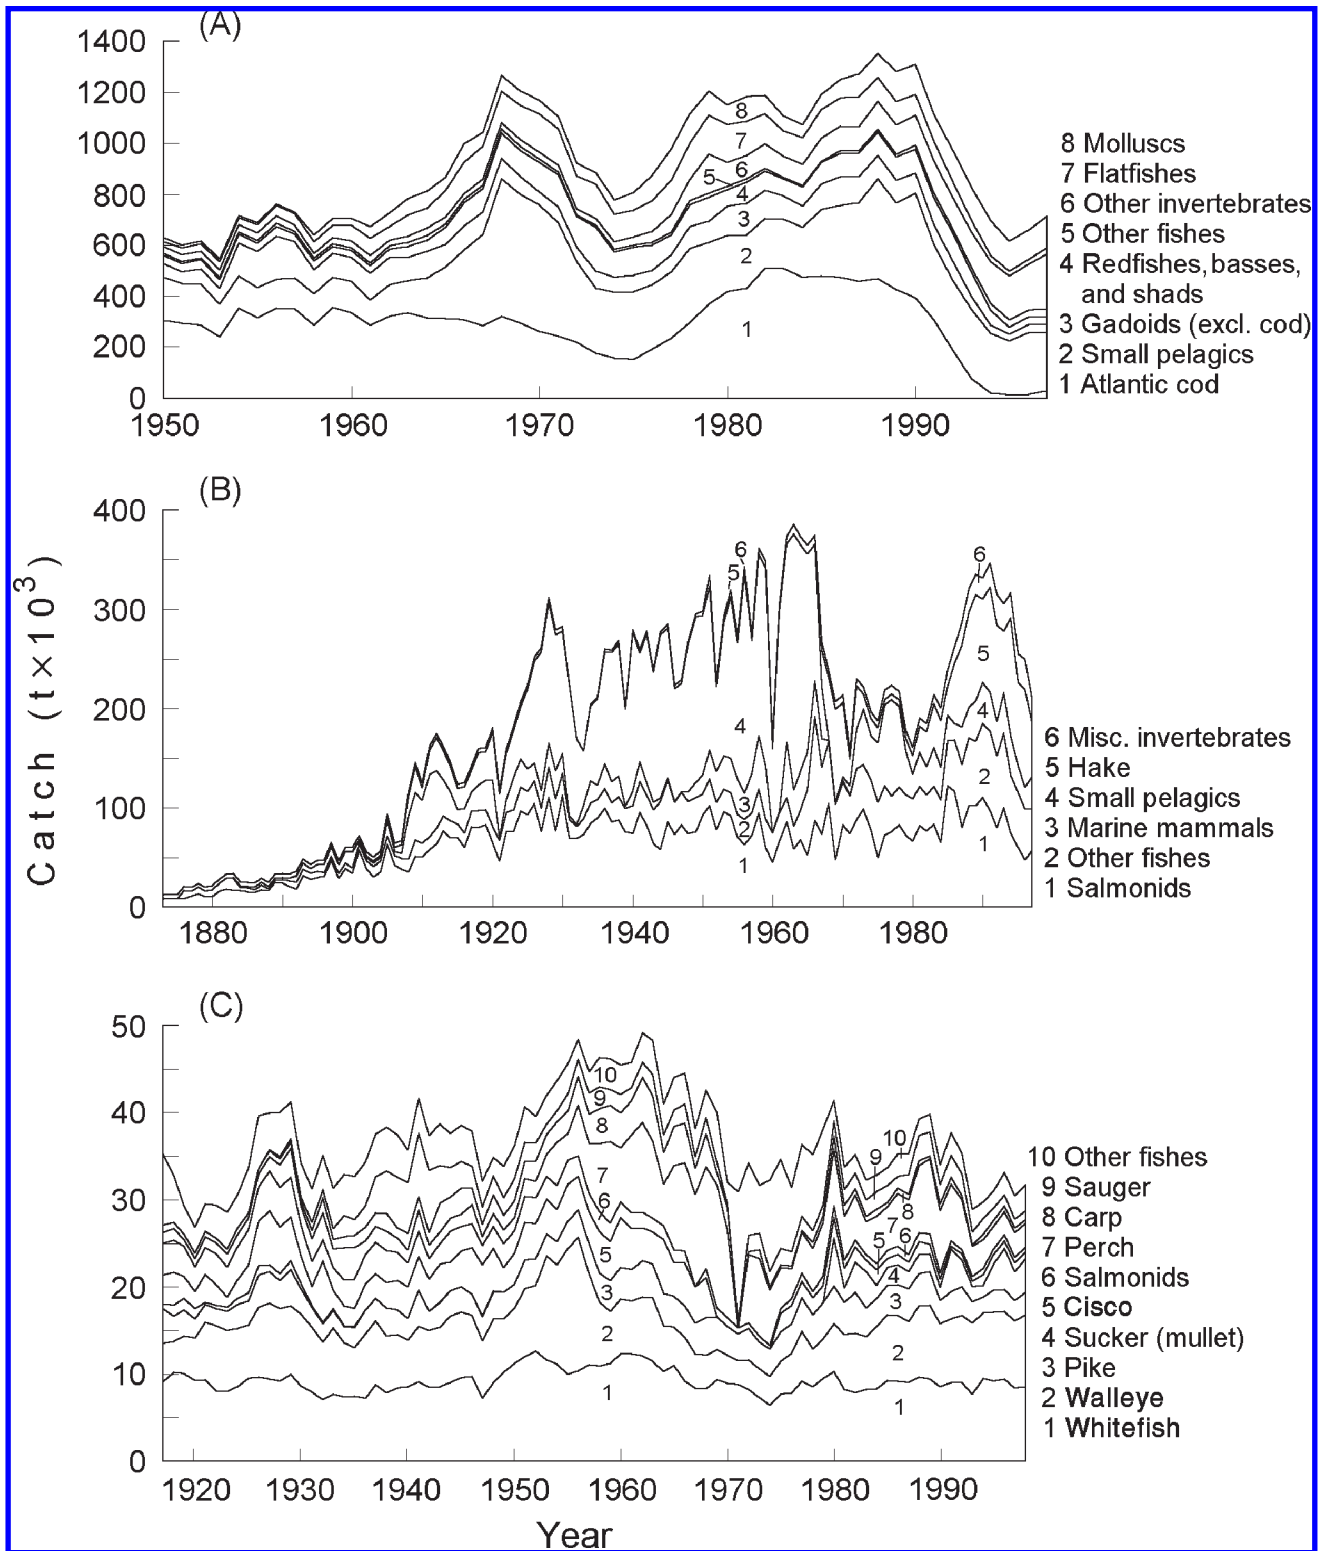 (A)
1400
1200
1000
800
600
400
200
0
8
7
6
5
4
3
2
1
1950 1960 1970 1980 1990
8 Molluscs
7 Flatfishes
6 Other invertebrates
5 Other fishes
4 Redfishes, basses,
and shads
3 Gadoids (excl. cod)
2 Small pelagics
1 Atlantic cod
(B)
Catch (t×10³)
400
300
200
100
0
6
5
4
3
2
1
6
5
4
2
1
1880 1900 1920 1940 1960 1980
6 Misc. invertebrates
5 Hake
4 Small pelagics
3 Marine mammals
2 Other fishes
1 Salmonids
(C)
50
40
30
20
10
0
10
9
8
7
6
5
3
2
1
10
9
8
7
6
5
4
3
2
1
1920 1930 1940 1950 1960 1970 1980 1990
Year
10 Other fishes
9 Sauger
8 Carp
7 Perch
6 Salmonids
5 Cisco
4 Sucker (mullet)
3 Pike
2 Walleye
1 Whitefish